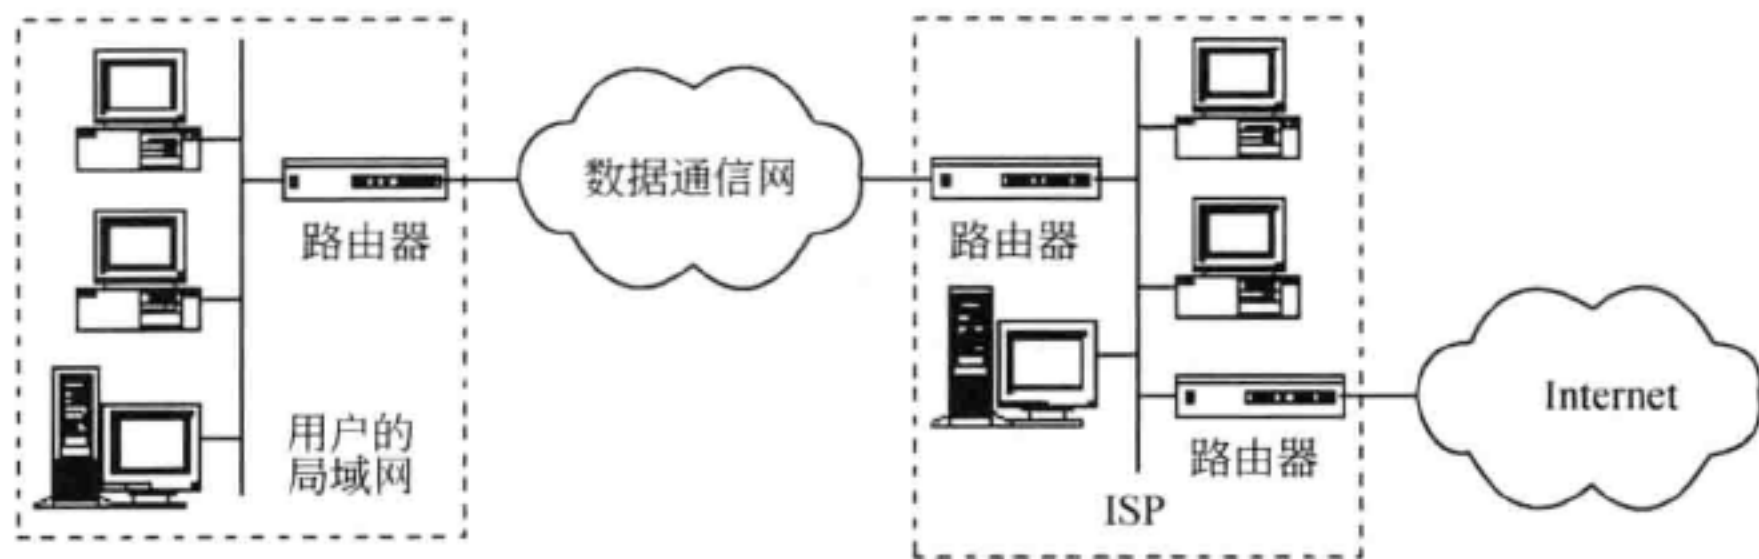 数据通信网
路由器
路由器
用户的
局域网
路由器
ISP
Internet